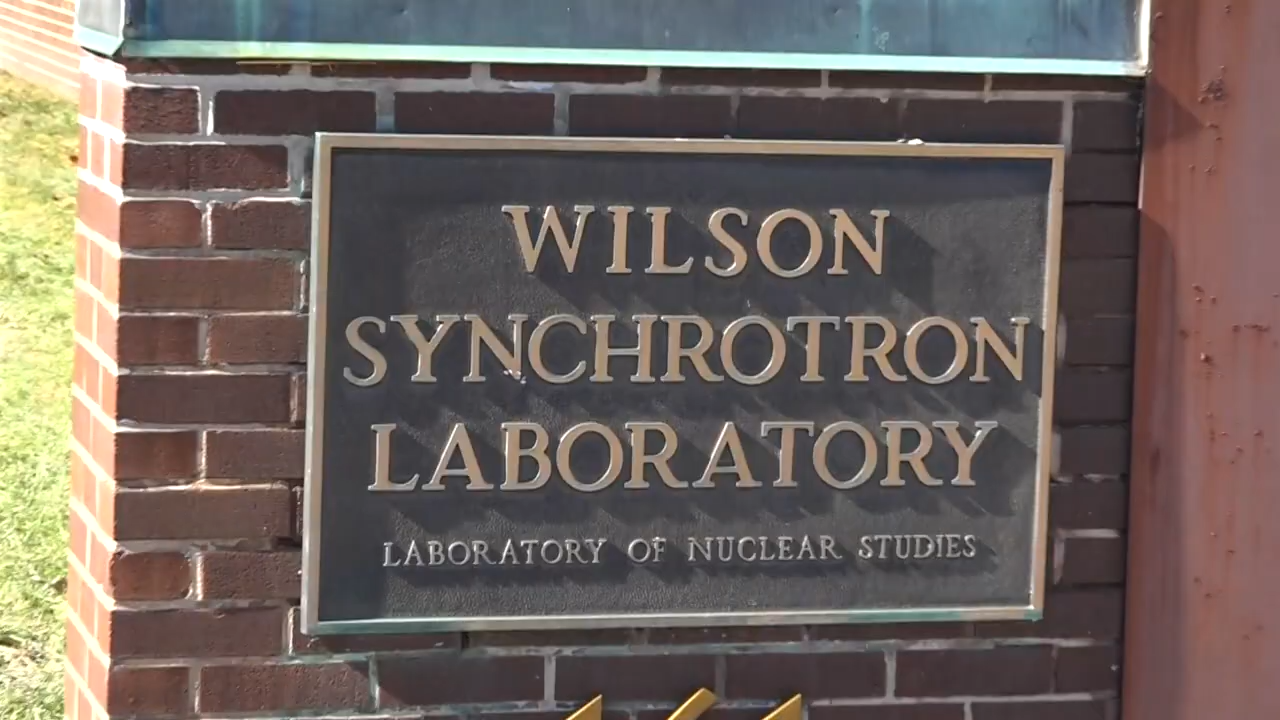 WILSON
SYNCHROTRON
LABORATORY
LABORATORY OF NUCLEAR STUDIES